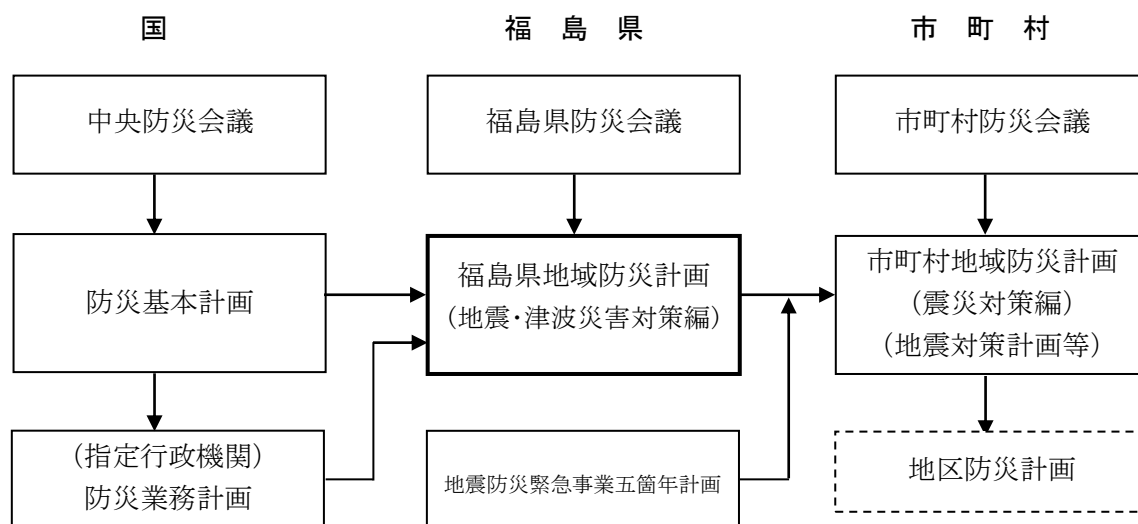 国
福島県
市町村
中央防災会議
福島県防災会議
市町村防災会議
防災基本計画
福島県地域防災計画
（地震・津波災害対策編）
市町村地域防災計画
（震災対策編）
（地震対策計画等）
（指定行政機関）
防災業務計画
地震防災緊急事業五箇年計画
地区防災計画